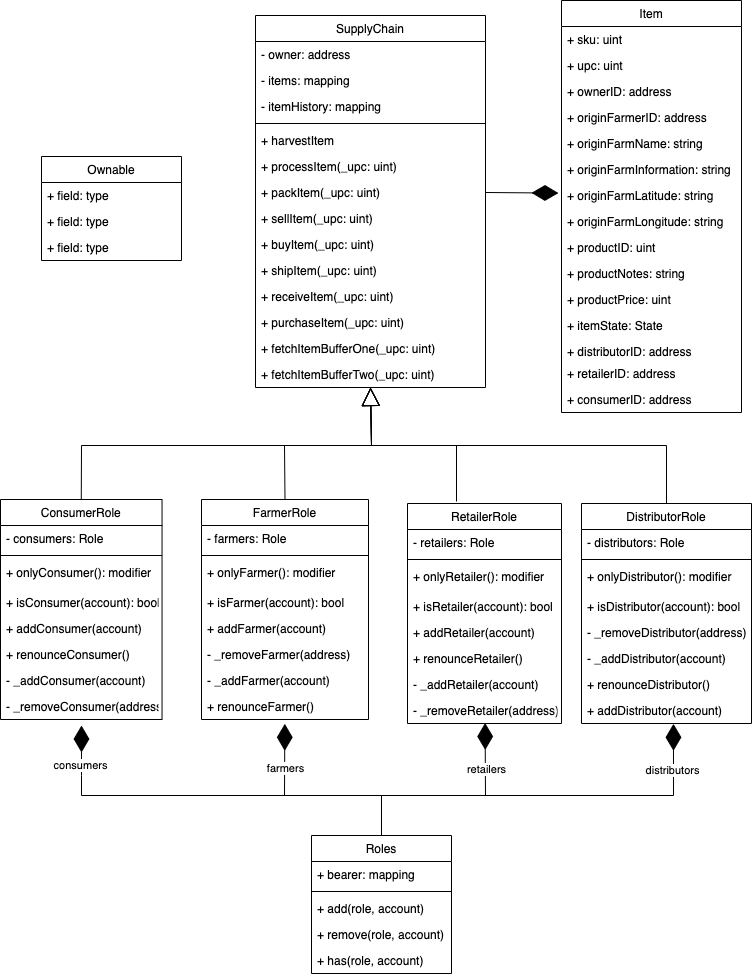 SupplyChain
- owner: address
- items: mapping
- itemHistory: mapping
+ harvestItem
+ processItem(_upc: uint)
+ packItem(_upc: uint)
+ sellItem(_upc: uint)
+ buyItem(_upc: uint)
+ shipItem(_upc: uint)
+ receiveItem(_upc: uint)
+ purchaseItem(_upc: uint)
+ fetchItemBufferOne(_upc: uint)
+ fetchItemBufferTwo(_upc: uint)
Item
+ sku: uint
+ upc: uint
+ ownerID: address
+ originFarmerID: address
+ originFarmName: string
+ originFarmInformation: string
+ originFarmLatitude: string
+ originFarmLongitude: string
+ productID: uint
+ productNotes: string
+ productPrice: uint
+ itemState: State
+ distributorID: address
+ retailerID: address
+ consumerID: address
Ownable
+ field: type
+ field: type
+ field: type
ConsumerRole
- consumers: Role
+ onlyConsumer(): modifier
+ isConsumer(account): bool
+ addConsumer(account)
+ renounceConsumer()
- _addConsumer(account)
- _removeConsumer(address
FarmerRole
- farmers: Role
+ onlyFarmer(): modifier
+ isFarmer(account): bool
+ addFarmer(account)
- _removeFarmer(address)
- _addFarmer(account)
+ renounceFarmer()
RetailerRole
- retailers: Role
+ onlyRetailer(): modifier
+ isRetailer(account): bool
+ addRetailer(account)
+ renounceRetailer()
- _addRetailer(account)
- _removeRetailer(address)
DistributorRole
- distributors: Role
+ onlyDistributor(): modifier
+ isDistributor(account): bool
- _removeDistributor(address)
- _addDistributor(account)
+ renounceDistributor()
+ addDistributor(account)
consumers
farmers
retailers
distributors
Roles
+ bearer: mapping
+ add(role, account)
+ remove(role, account)
+ has(role, account)